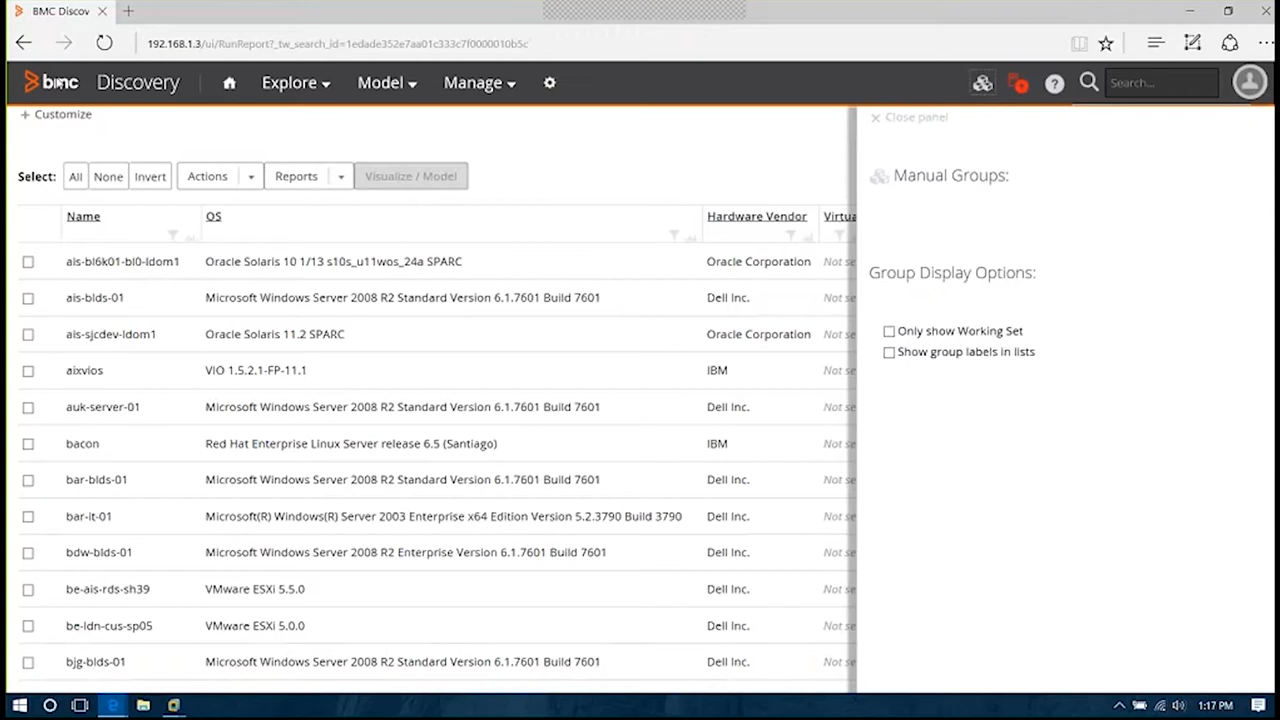 BMC Discov
192.168.1.3/ui/RunReport?_tw_search_id=1edade352e7aa01c333c7f0000010b5c
bmc Discovery Explore Model Manage Search...
+ Customize
× Close panel
Select: All None Invert Actions Reports Visualize / Model
Manual Groups:
Name OS Hardware Vendor Virtua
ais-bl6k01-bl0-ldom1 Oracle Solaris 10 1/13 s10s_u11wos_24a SPARC Oracle Corporation Not se
ais-blds-01 Microsoft Windows Server 2008 R2 Standard Version 6.1.7601 Build 7601 Dell Inc. Not se
ais-sjcdev-ldom1 Oracle Solaris 11.2 SPARC Oracle Corporation Not se
aixvios VIO 1.5.2.1-FP-11.1 IBM Not se
auk-server-01 Microsoft Windows Server 2008 R2 Standard Version 6.1.7601 Build 7601 Dell Inc. Not se
bacon Red Hat Enterprise Linux Server release 6.5 (Santiago) IBM Not se
bar-blds-01 Microsoft Windows Server 2008 R2 Standard Version 6.1.7601 Build 7601 Dell Inc. Not se
bar-it-01 Microsoft(R) Windows(R) Server 2003 Enterprise x64 Edition Version 5.2.3790 Build 3790 Dell Inc. Not se
bdw-blds-01 Microsoft Windows Server 2008 R2 Enterprise Version 6.1.7601 Build 7601 Dell Inc. Not se
be-ais-rds-sh39 VMware ESXi 5.5.0 Dell Inc. Not se
be-ldn-cus-sp05 VMware ESXi 5.0.0 Dell Inc. Not se
bjg-blds-01 Microsoft Windows Server 2008 R2 Standard Version 6.1.7601 Build 7601 Dell Inc. Not se
Group Display Options:
Only show Working Set
Show group labels in lists
1:17 PM